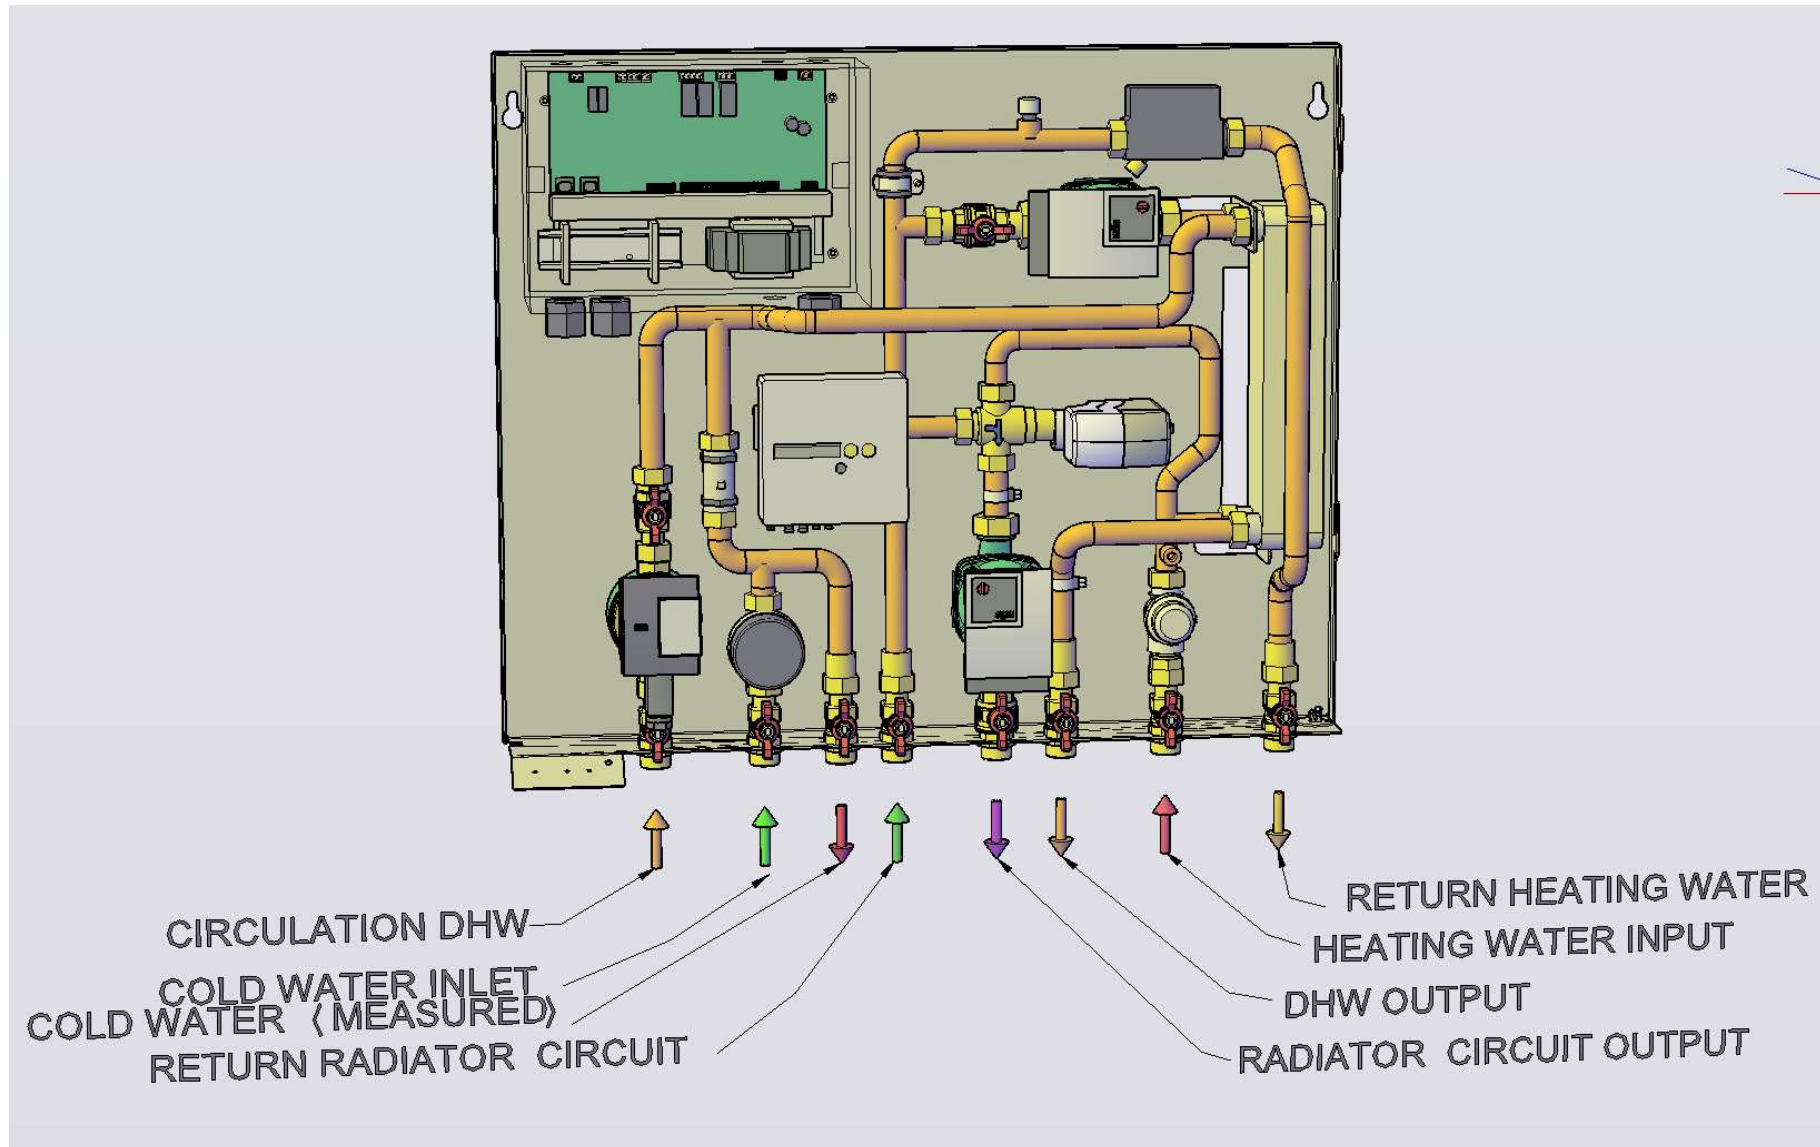 CIRCULATION DHW
COLD WATER INLET
COLD WATER (MEASURED)
RETURN RADIATOR CIRCUIT
RETURN HEATING WATER
HEATING WATER INPUT
DHW OUTPUT
RADIATOR CIRCUIT OUTPUT